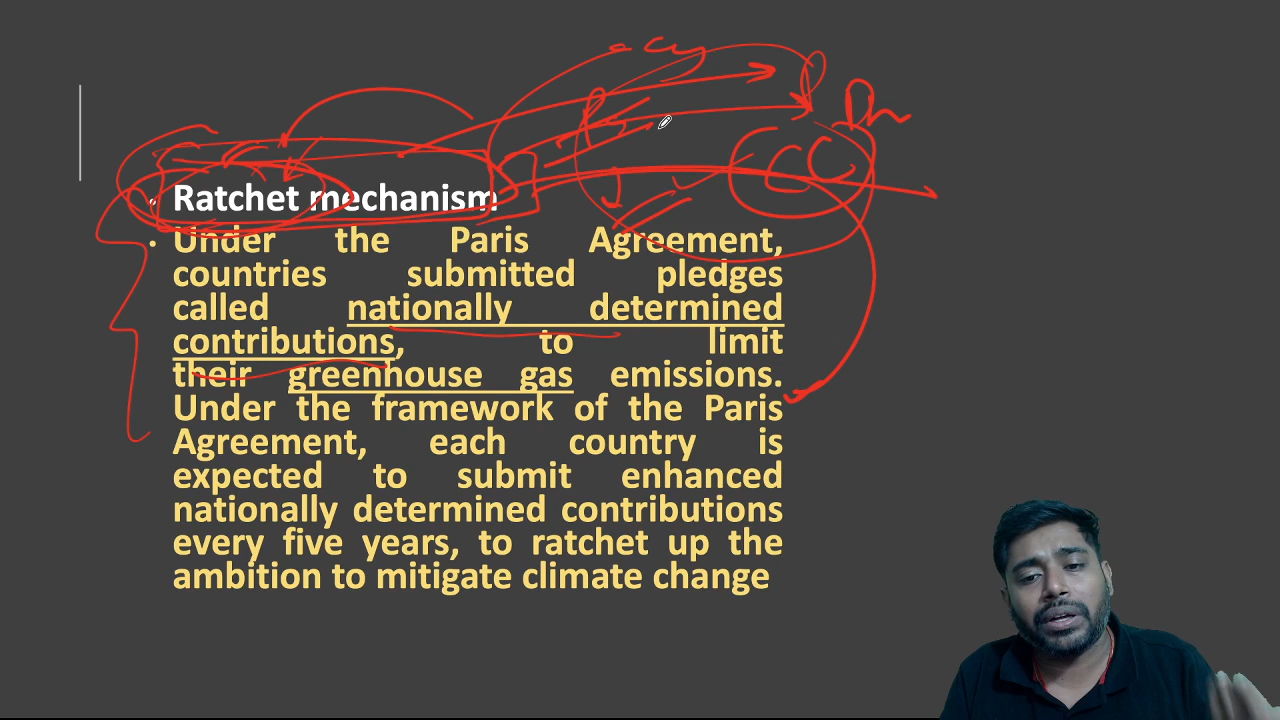 Ratchet mechanism
Under the Paris Agreement,
countries submitted pledges
called nationally determined
contributions, to limit
their greenhouse gas emissions.
Under the framework of the Paris
Agreement, each country is
expected to submit enhanced
nationally determined contributions
every five years, to ratchet up the
ambition to mitigate climate change
CC